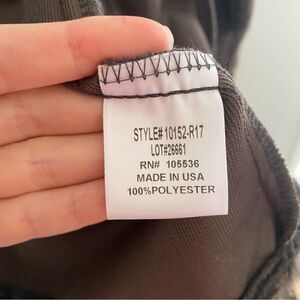 STYLE# 10152-R17
LOT#26661
RN# 105536
MADE IN USA
100%POLYESTER